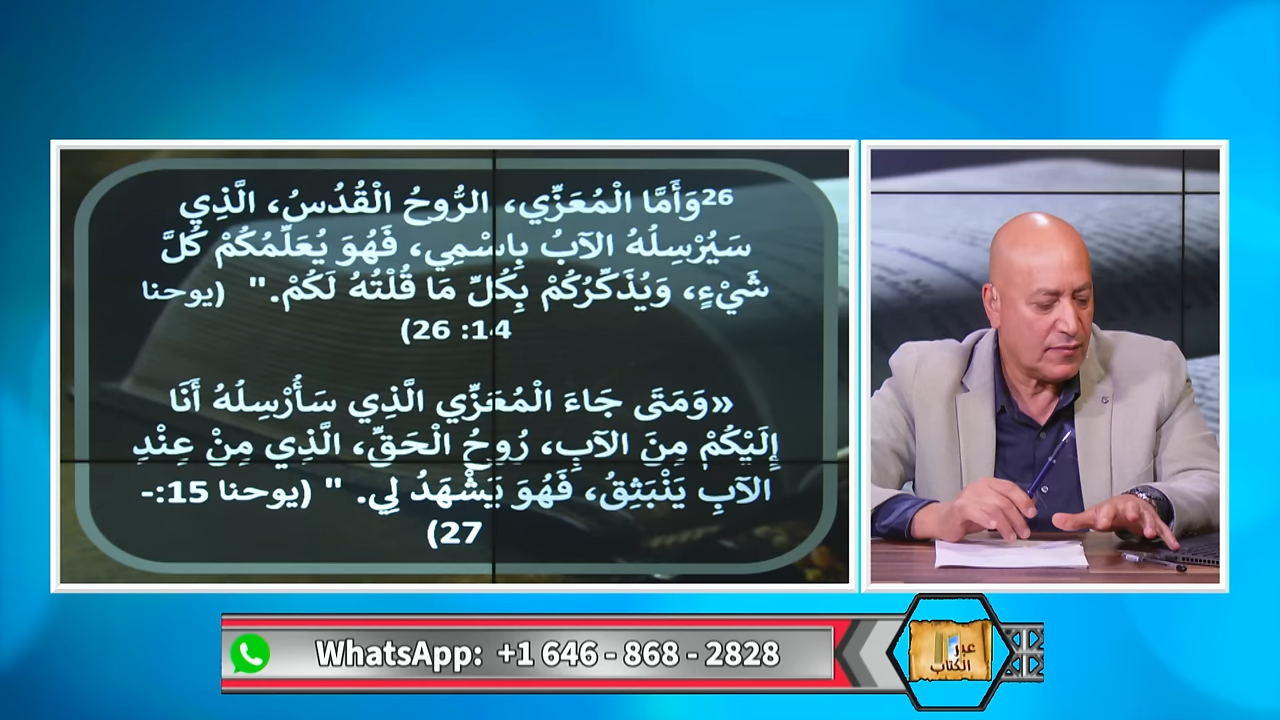 26وَأَمَّا الْمُعَزِّي، الرُّوحُ الْقُدُسُ، الَّذِي
سَيُرْسِلُهُ الآبُ بِاسْمِي، فَهُوَ يُعَلِّمُكُمْ كُلَّ
شَيْءٍ، وَيُذَكِّرُكُمْ بِكُلِّ مَا قُلْتُهُ لَكُمْ." (يوحنا
14: 26)
«وَمَتَى جَاءَ الْمُعَزِّي الَّذِي سَأُرْسِلُهُ أَنَا
إِلَيْكُمْ مِنَ الآبِ، رُوحُ الْحَقِّ، الَّذِي مِنْ عِنْدِ
الآبِ يَنْبَثِقُ، فَهُوَ يَشْهَدُ لِي. " (يوحنا 15:-
27)
WhatsApp: +1 646 - 868 - 2828
عبر
الكتاب